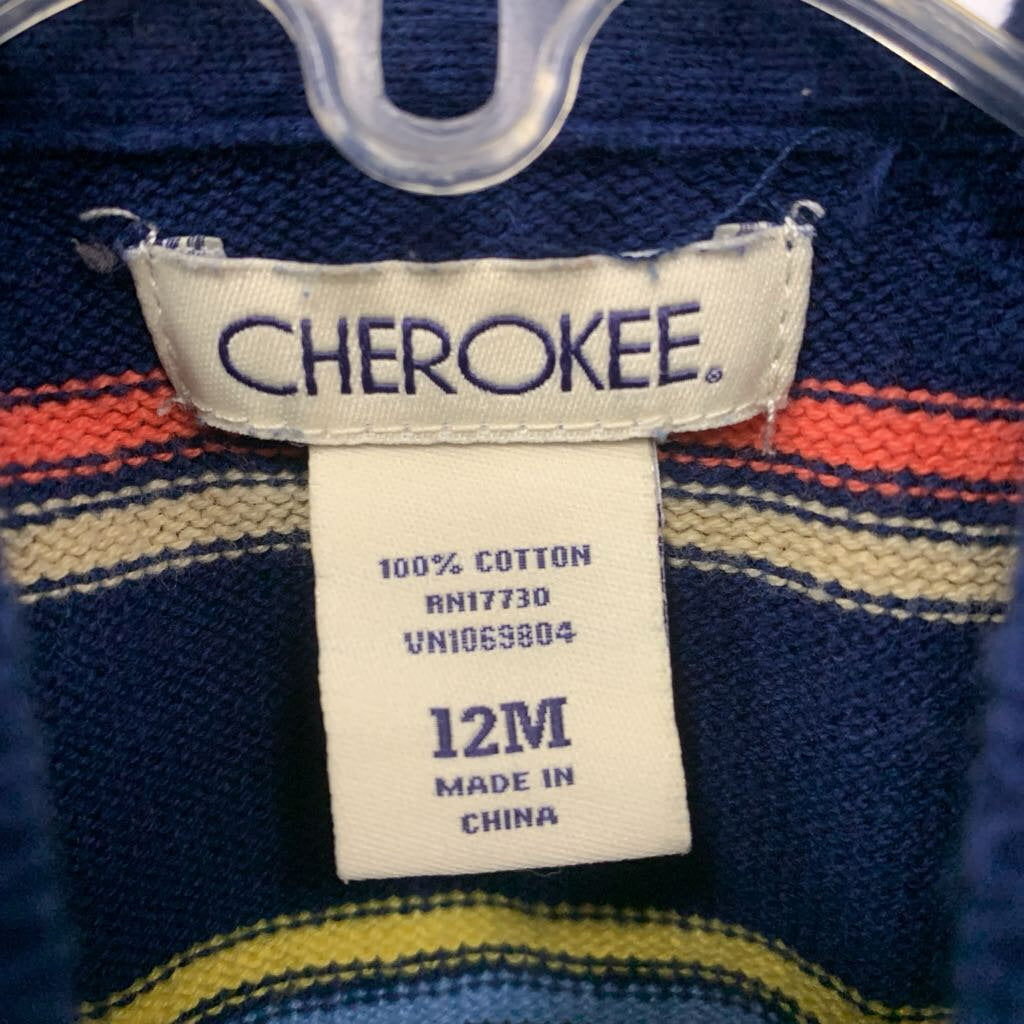 CHEROKEE®
100% COTTON
RN17730
VN1069804
12M
MADE IN
CHINA